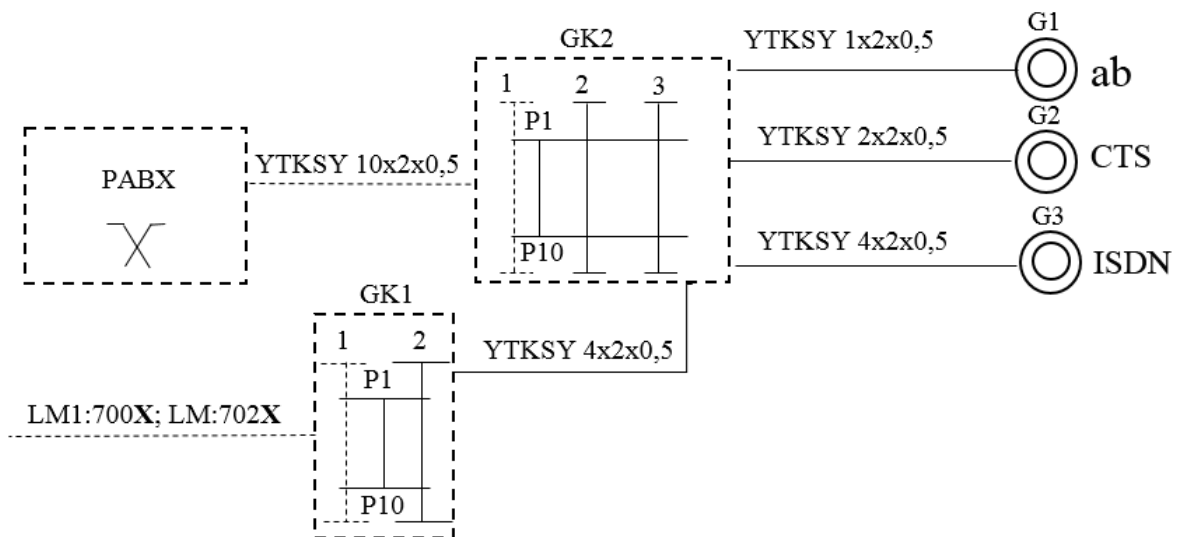 GK2
YTKSY 1x2x0,5
G1
ab
1 2 3
P1
G2
YTKSY 2x2x0,5
CTS
PABX
YTKSY 10x2x0,5
G3
YTKSY 4x2x0,5
ISDN
P10
GK1
1 2
YTKSY 4x2x0,5
P1
LM1:700X; LM:702X
P10